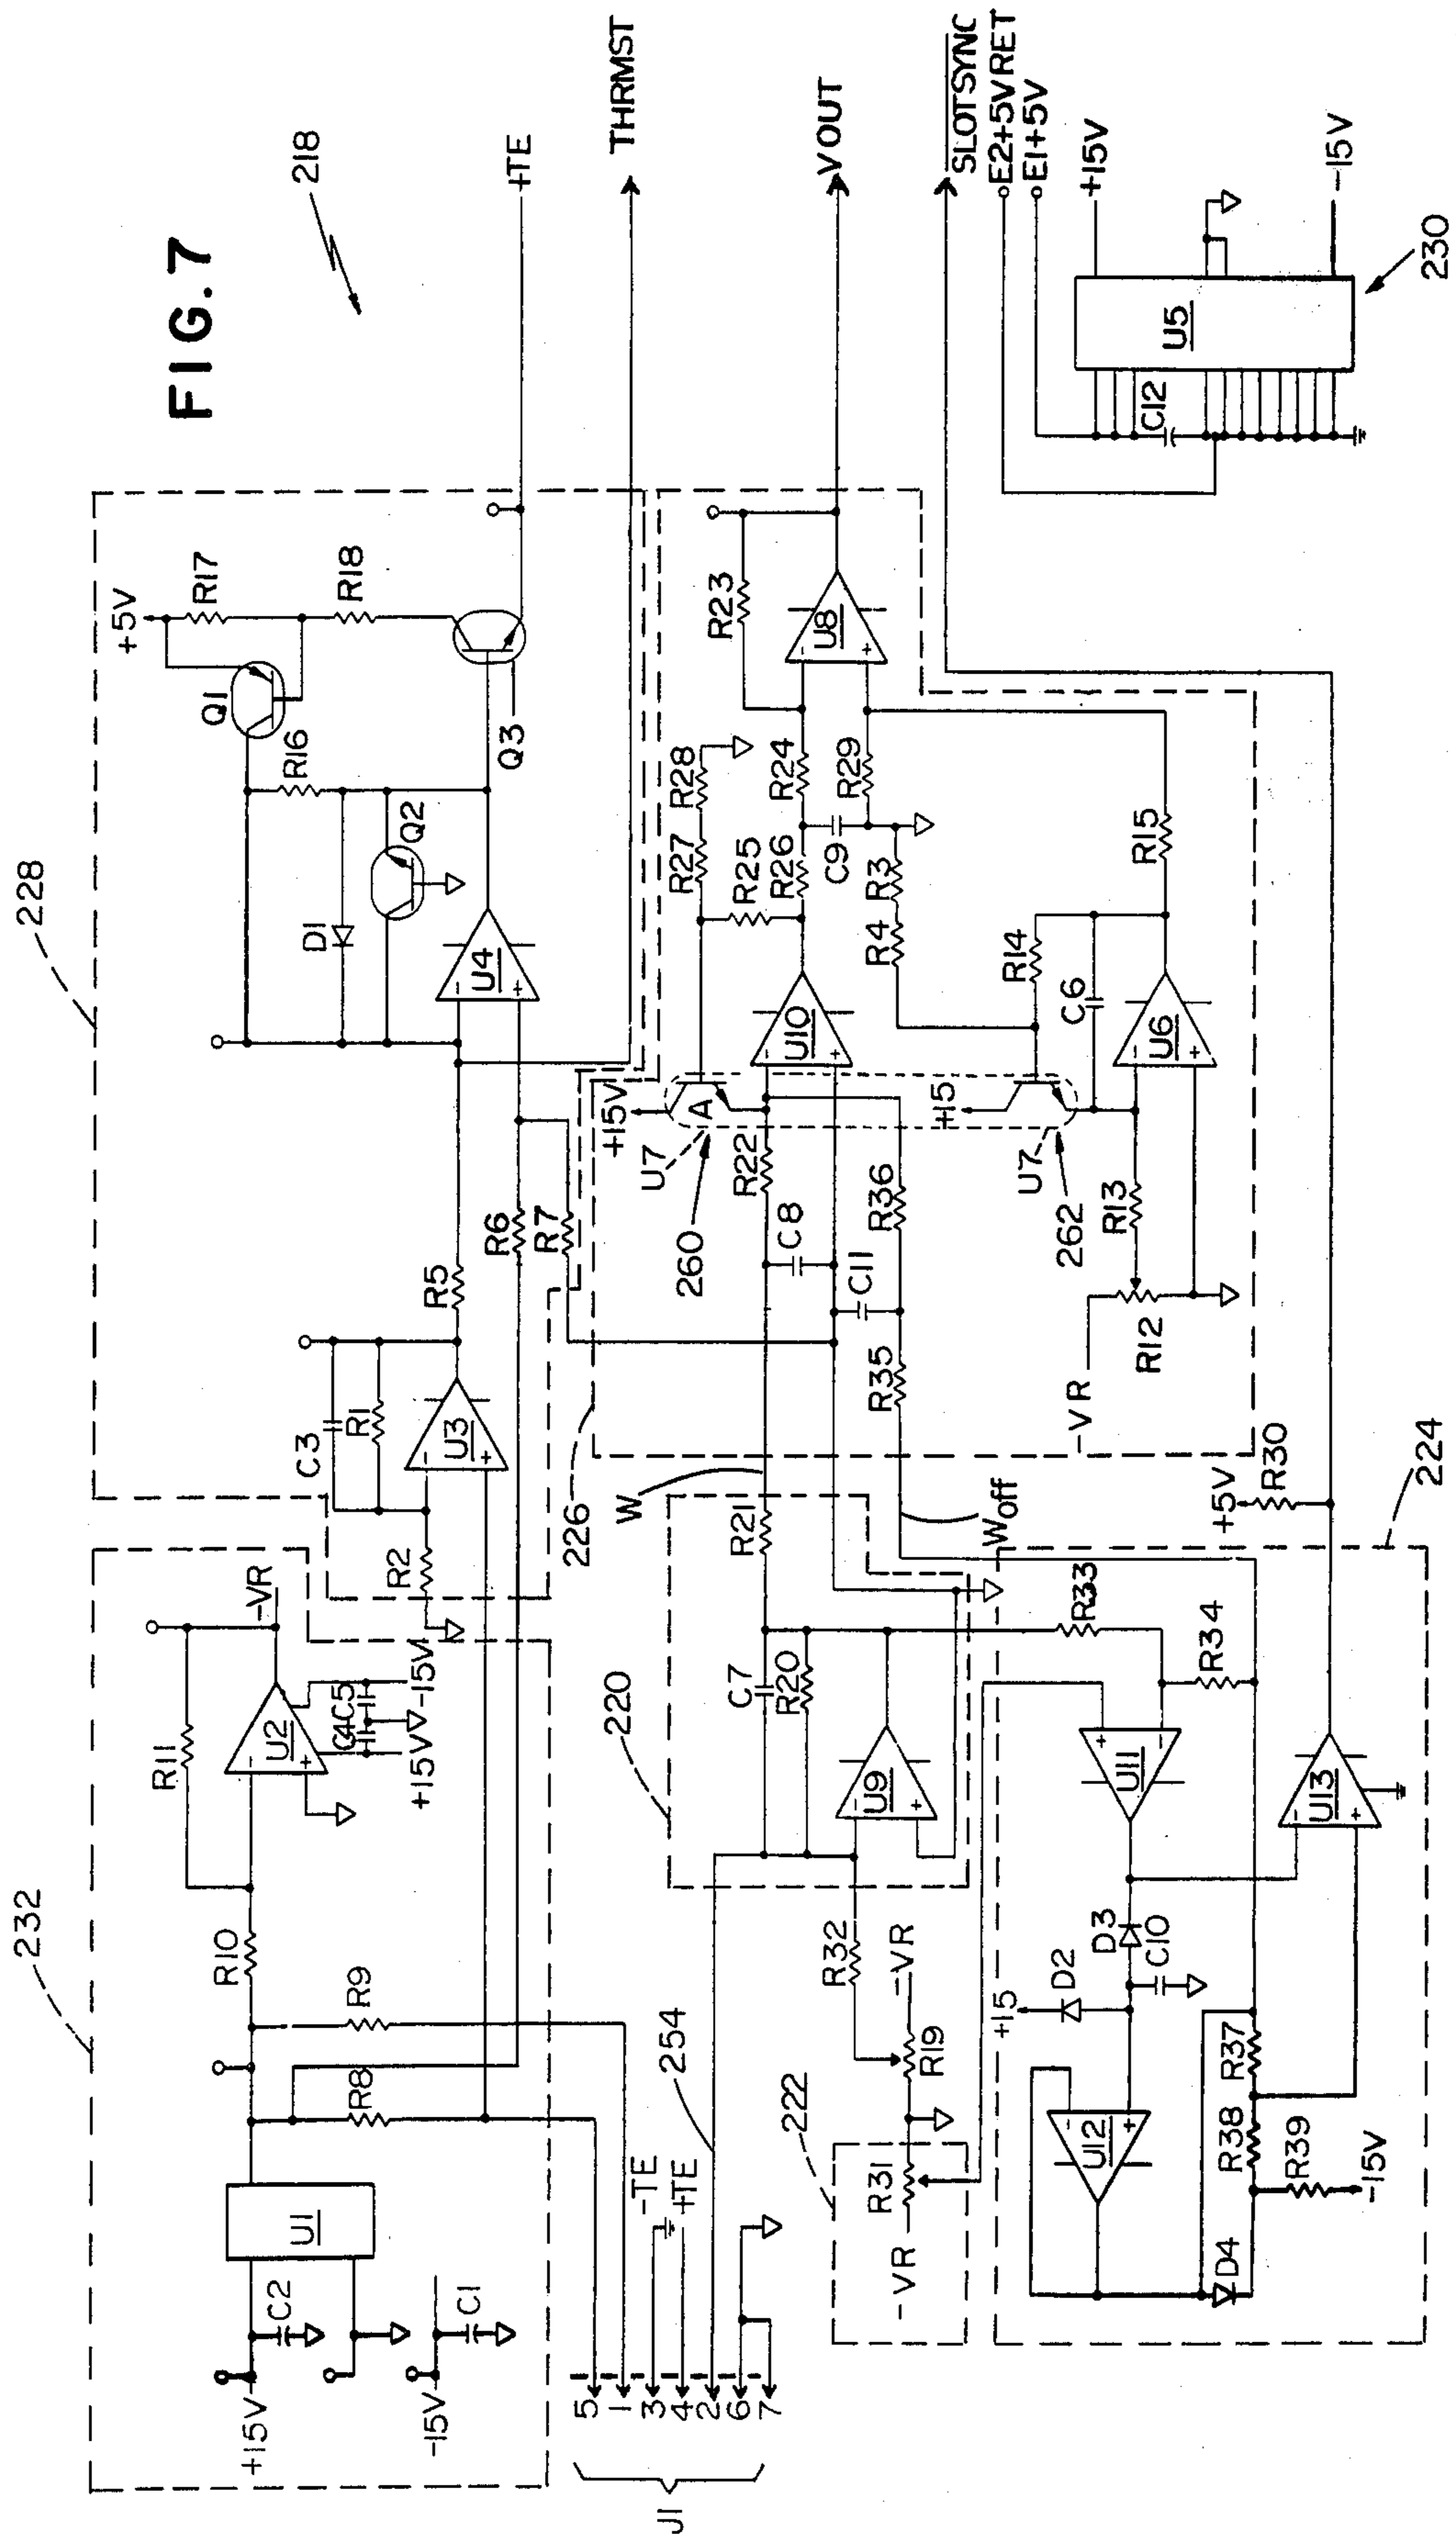 FIG. 7
218
232
228
+15V
C2
-15V
C1
U1
R8
R9
R10
R11
U2
-VR
C4
C5
+15V
-15V
R2
C3
R1
U3
R5
R6
R7
U4
D1
Q2
R16
Q1
+5V
R17
R18
Q3
+TE
THRMST
J1
5
1
3
4
2
6
7
-TE
+TE
254
222
-VR
R31
R19
-VR
R32
220
C7
R20
U9
R21
W
Woff
226
R22
C8
C11
R35
R36
260
U7
+15V
A
U10
R25
R26
R27
R28
R24
C9
R29
R23
U8
VOUT
R3
R4
-VR
R12
R13
262
U7
+15
R14
C6
U6
R15
SLOTSYNC
E2+5VRET
E1+5V
+15V
-15V
U5
C12
230
224
+5V
R30
R33
R34
U11
U13
D3
C10
D2
+15
U12
R37
R38
R39
-15V
D4